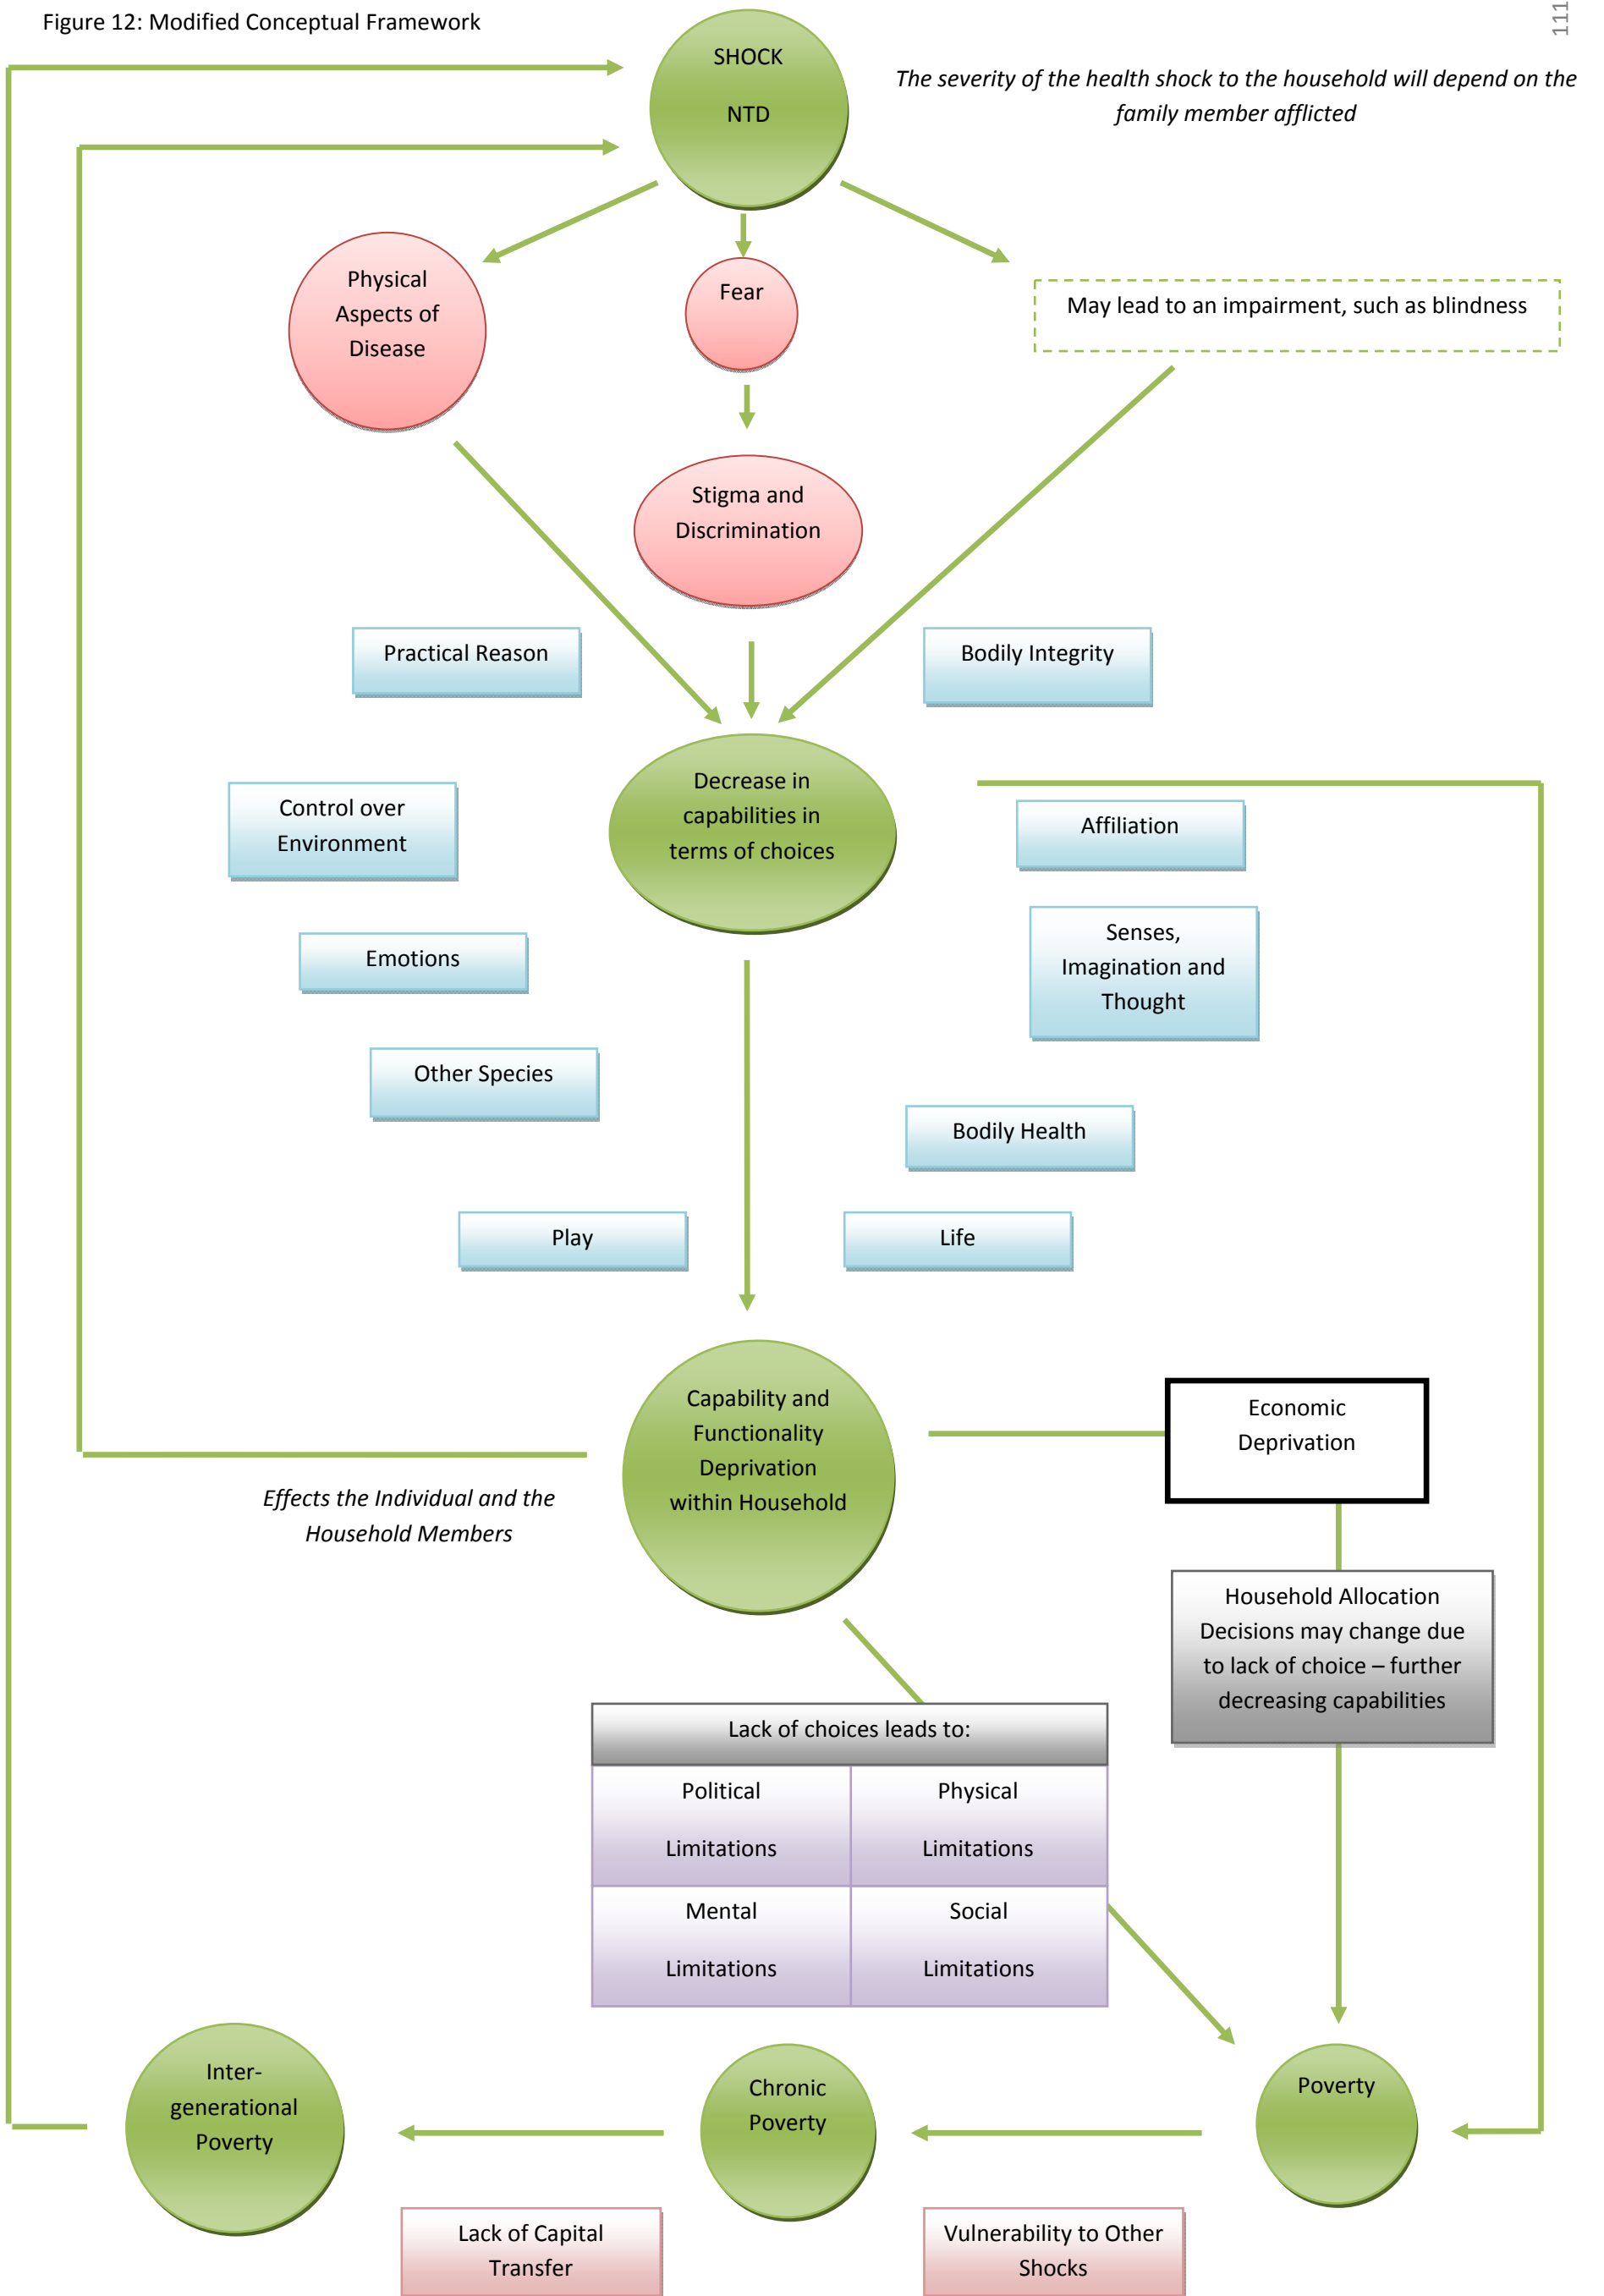 Figure 12: Modified Conceptual Framework
111
SHOCK
NTD
The severity of the health shock to the household will depend on the
family member afflicted
Physical
Aspects of
Disease
Fear
May lead to an impairment, such as blindness
Stigma and
Discrimination
Practical Reason
Bodily Integrity
Decrease in
capabilities in
terms of choices
Control over
Environment
Affiliation
Emotions
Senses,
Imagination and
Thought
Other Species
Bodily Health
Play
Life
Capability and
Functionality
Deprivation
within Household
Economic
Deprivation
Effects the Individual and the
Household Members
Household Allocation
Decisions may change due
to lack of choice – further
decreasing capabilities
Lack of choices leads to:
Political
Limitations
Physical
Limitations
Mental
Limitations
Social
Limitations
Inter-
generational
Poverty
Chronic
Poverty
Poverty
Lack of Capital
Transfer
Vulnerability to Other
Shocks